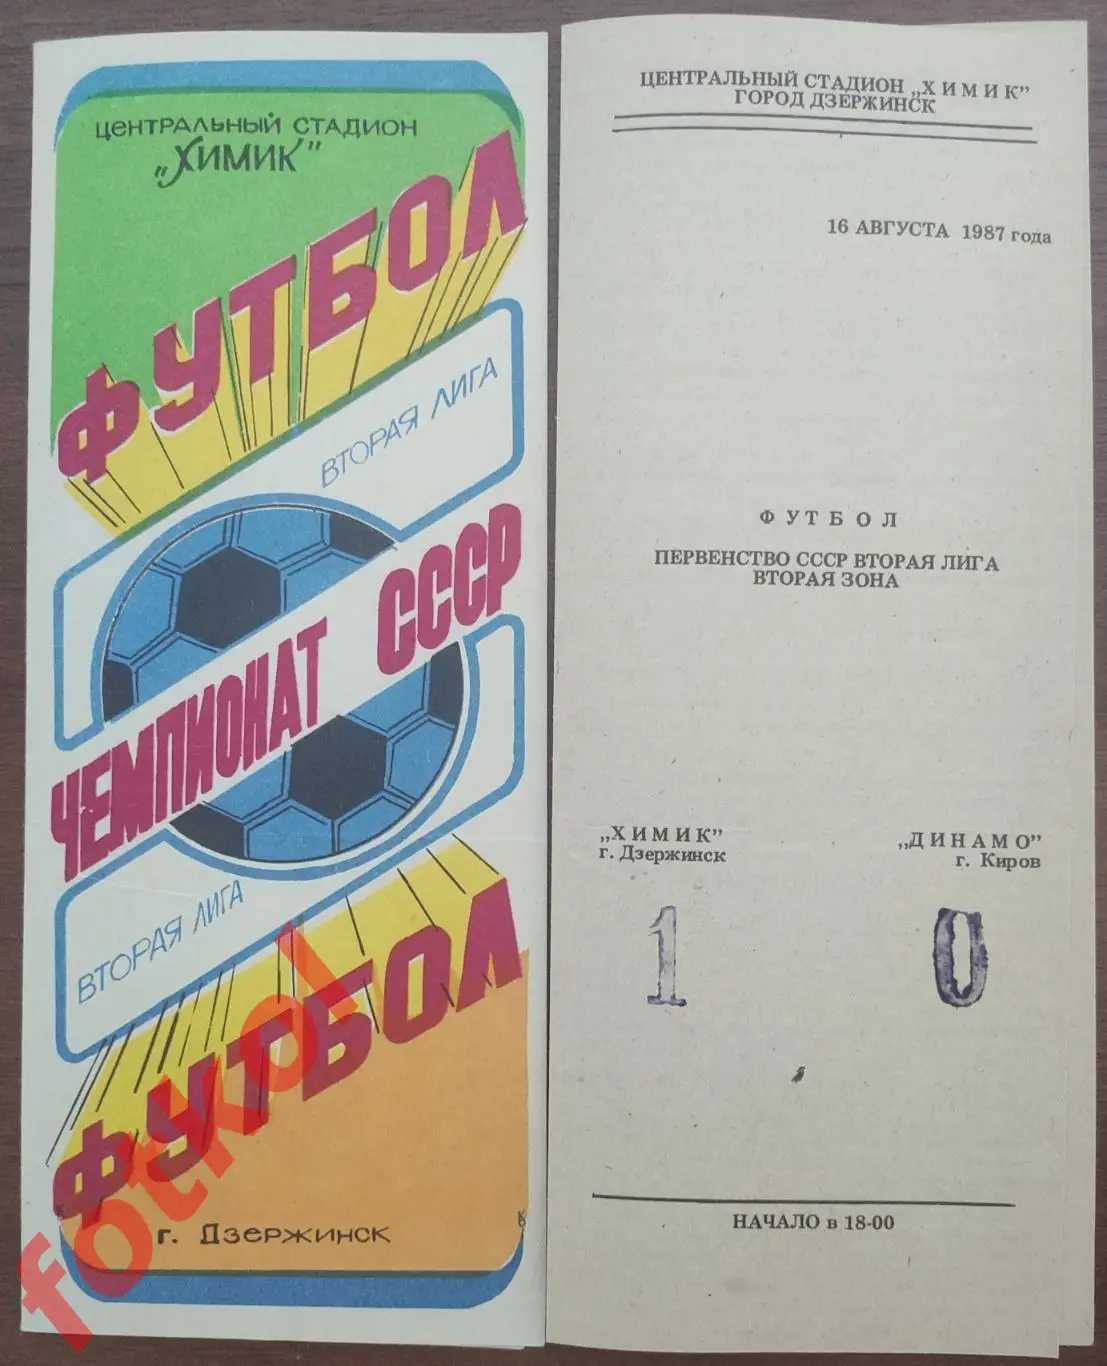 ЦЕНТРАЛЬНЫЙ СТАДИОН
„ХИМИК"
ФУТБОЛ
ВТОРАЯ ЛИГА
ЧЕМПИОНАТ СССР
ВТОРАЯ ЛИГА
ФУТБОЛ
г. Дзержинск
fotkol
ЦЕНТРАЛЬНЫЙ СТАДИОН „ХИМИК"
ГОРОД ДЗЕРЖИНСК
16 АВГУСТА 1987 года
ФУТБОЛ
ПЕРВЕНСТВО СССР ВТОРАЯ ЛИГА
ВТОРАЯ ЗОНА
„ХИМИК" „ДИНАМО"
г. Дзержинск г. Киров
1 0
НАЧАЛО в 18-00